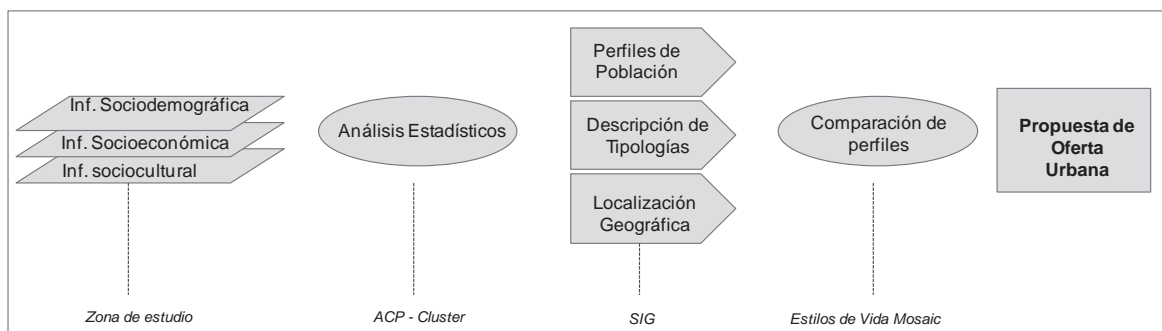 Inf. Sociodemográfica
Inf. Socioeconómica
Inf. sociocultural
Análisis Estadísticos
Perfiles de
Población
Descripción de
Tipologías
Localización
Geográfica
Comparación de
perfiles
Propuesta de
Oferta
Urbana
Zona de estudio
ACP - Cluster
SIG
Estilos de Vida Mosaic